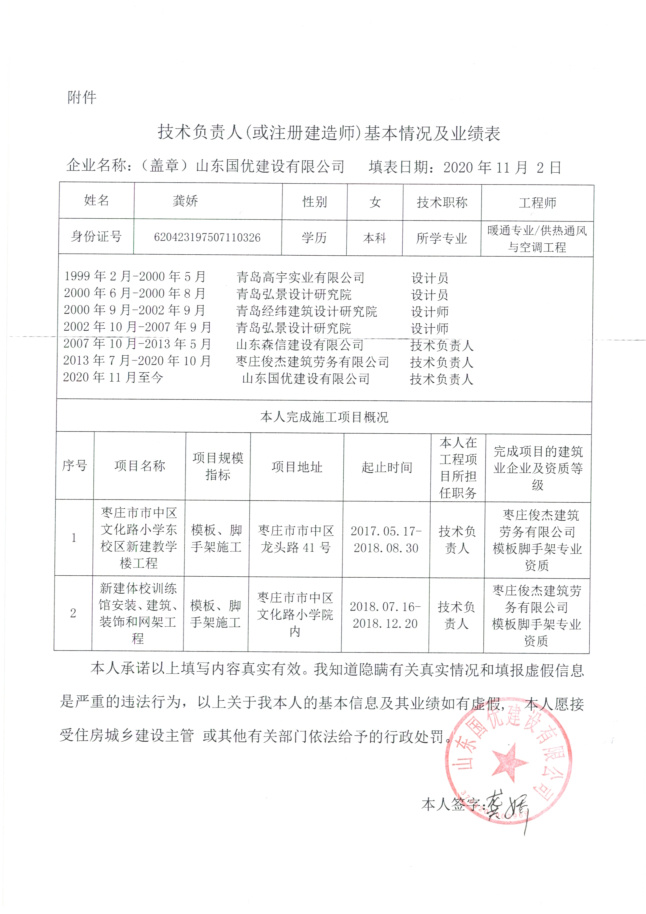 附件
技术负责人(或注册建造师)基本情况及业绩表
企业名称:（盖章）山东国优建设有限公司 填表日期: 2020 年 11 月 2 日
姓名 龚娇 性别 女 技术职称 工程师
身份证号 620423197507110326 学历 本科 所学专业 暖通专业/供热通风与空调工程
1999 年 2 月-2000 年 5 月 青岛高宇实业有限公司 设计员
2000 年 6 月-2000 年 8 月 青岛弘景设计研究院 设计员
2000 年 9 月-2002 年 9 月 青岛经纬建筑设计研究院 设计师
2002 年 10 月-2007 年 9 月 青岛弘景设计研究院 设计师
2007 年 10 月-2013 年 5 月 山东森信建设有限公司 技术负责人
2013 年 7 月-2020 年 10 月 枣庄俊杰建筑劳务有限公司 技术负责人
2020 年 11 月至今 山东国优建设有限公司 技术负责人
本人完成施工项目概况
序号 项目名称 项目规模指标 项目地址 起止时间 本人在工程项目所担任职务 完成项目的建筑业企业及资质等级
1 枣庄市市中区文化路小学东校区新建教学楼工程 模板、脚手架施工 枣庄市市中区龙头路 41 号 2017.05.17-2018.08.30 技术负责人 枣庄俊杰建筑劳务有限公司模板脚手架专业资质
2 新建体校训练馆安装、建筑、装饰和网架工程 模板、脚手架施工 枣庄市市中区文化路小学院内 2018.07.16-2018.12.20 技术负责人 枣庄俊杰建筑劳务有限公司模板脚手架专业资质
本人承诺以上填写内容真实有效。我知道隐瞒有关真实情况和填报虚假信息
是严重的违法行为，以上关于我本人的基本信息及其业绩如有虚假， 本人愿接
受住房城乡建设主管 或其他有关部门依法给予的行政处罚。
山东国优建设有限公司
本人签字:龚娇